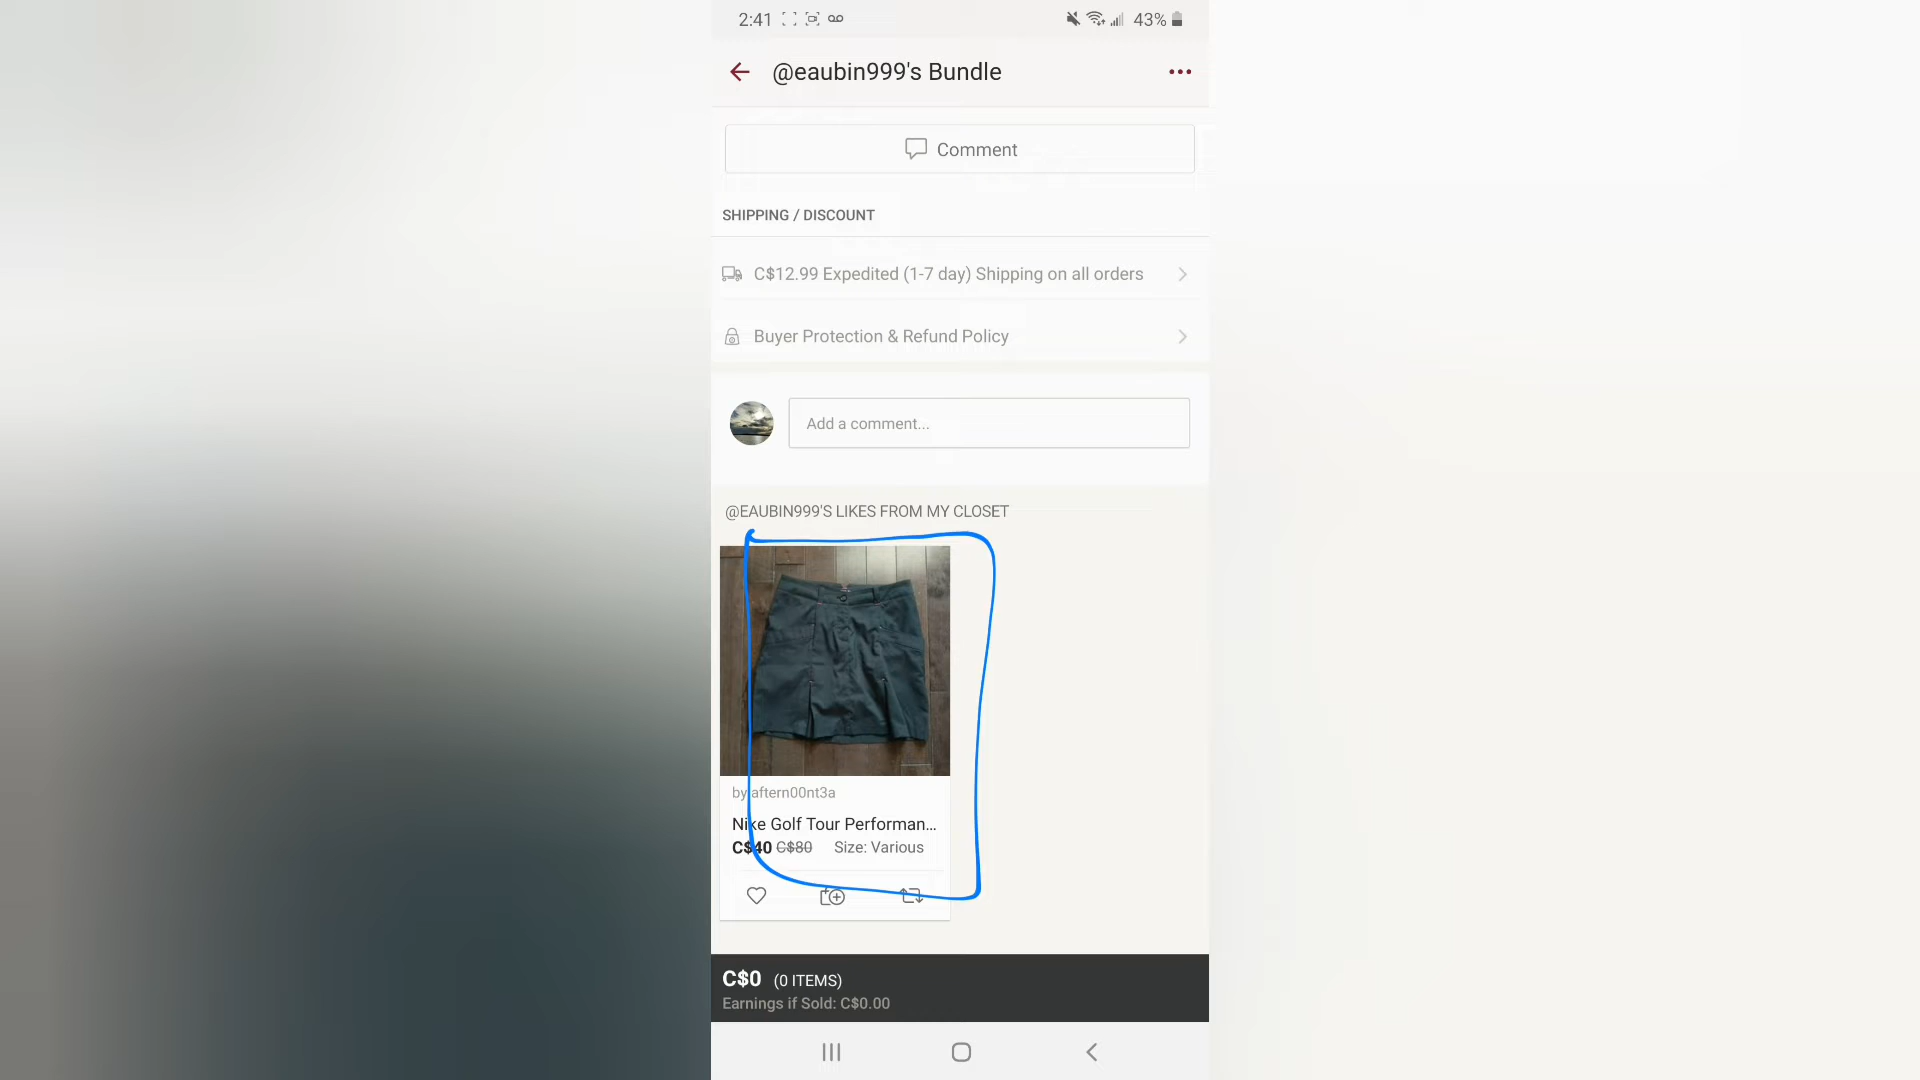 2:41
43%
@eaubin999's Bundle
Comment
SHIPPING / DISCOUNT
C$12.99 Expedited (1-7 day) Shipping on all orders
Buyer Protection & Refund Policy
Add a comment...
@EAUBIN999'S LIKES FROM MY CLOSET
by aftern00nt3a
Nike Golf Tour Performan...
C$40 C$80 Size: Various
C$0 (0 ITEMS)
Earnings if Sold: C$0.00